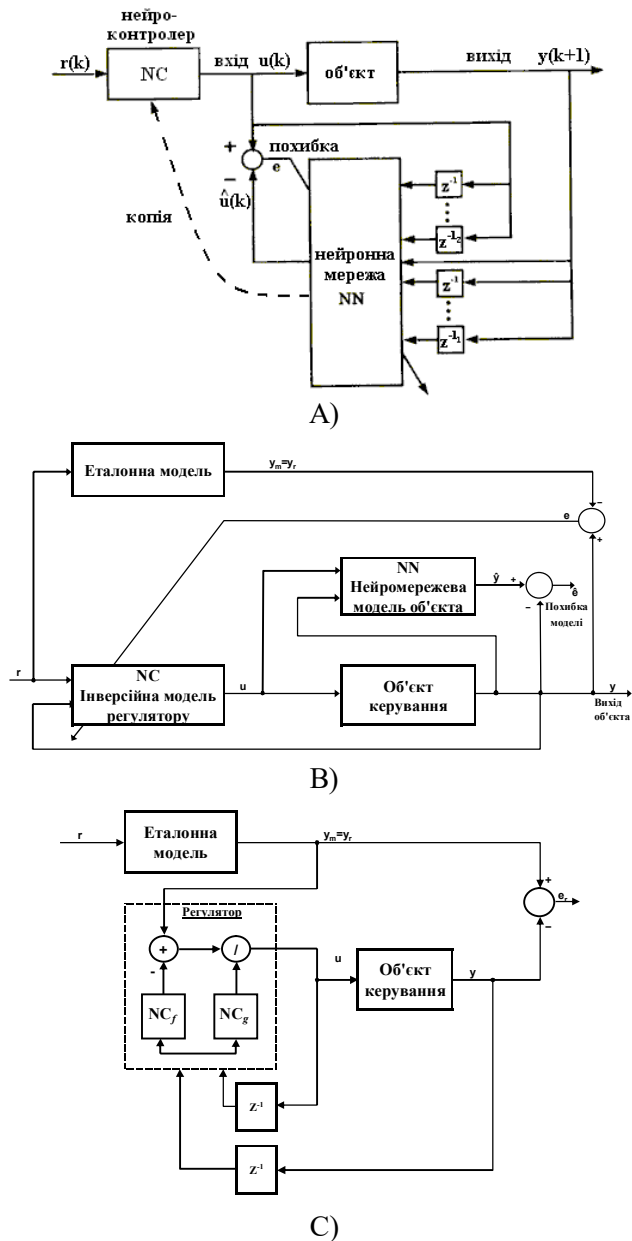 нейро-
контролер
r(k)
NC
вхід u(k)
об'єкт
вихід y(k+1)
+
похибка
e
−
û(k)
z⁻¹
z⁻¹₂
копія
нейронна
мережа
NN
z⁻¹
z⁻¹₁
A)
Еталонна модель
yₘ=yᵣ
−
e
+
NN
Нейромережева
модель об'єкта
ŷ
+
−
ê
Похибка
моделі
r
NC
Інверсійна модель
регулятору
u
Об'єкт
керування
y
Вихід
об'єкта
B)
r
Еталонна
модель
yₘ=yᵣ
+
eᵣ
−
Регулятор
+
/
-
u
Об'єкт
керування
y
NCf
NCg
Z⁻¹
Z⁻¹
C)